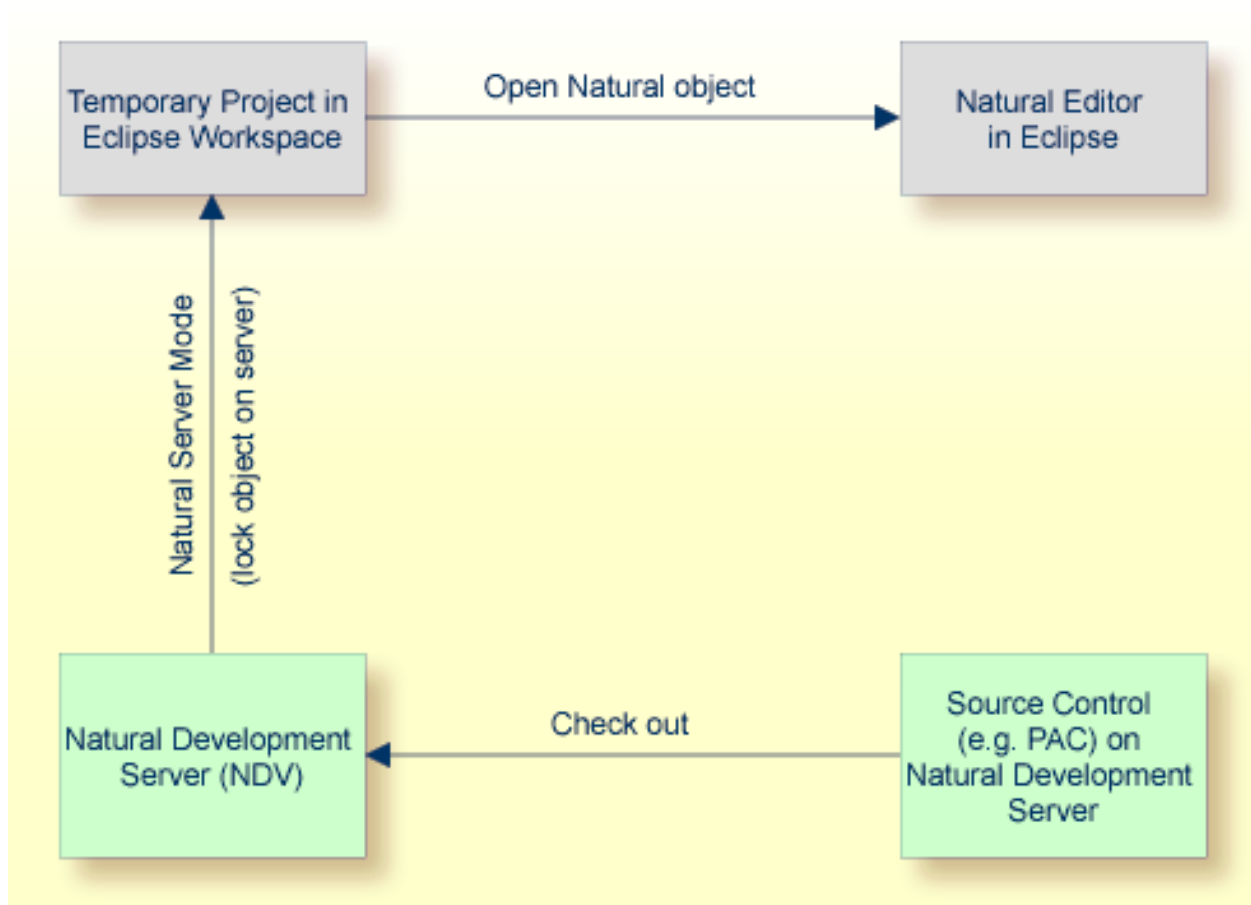 Temporary Project in
Eclipse Workspace
Open Natural object
Natural Editor
in Eclipse
Natural Server Mode
(lock object on server)
Natural Development
Server (NDV)
Check out
Source Control
(e.g. PAC) on
Natural Development
Server